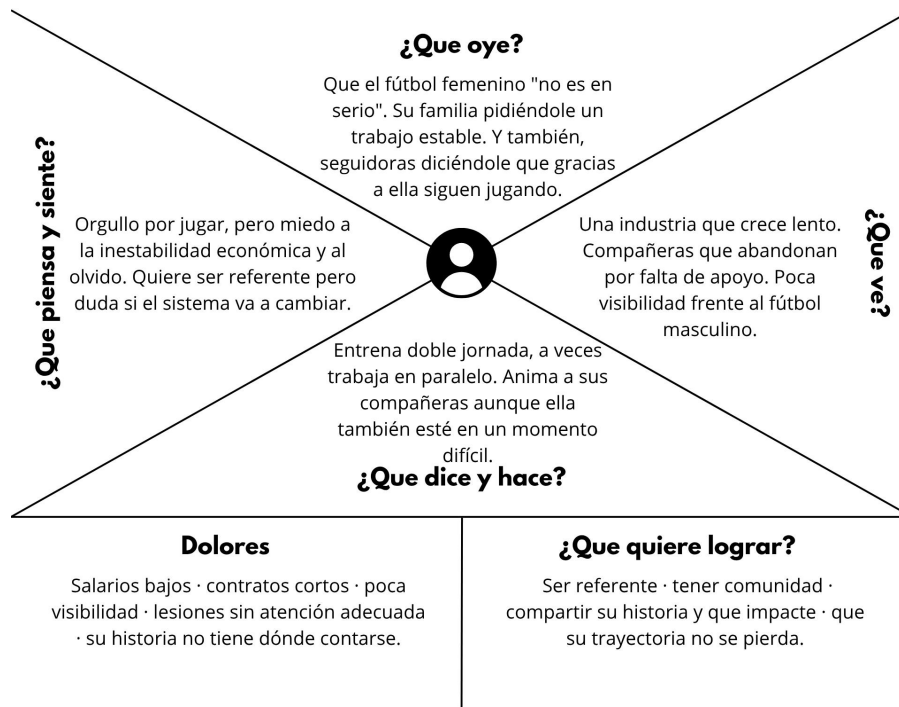 ¿Que oye?
Que el fútbol femenino "no es en
serio". Su familia pidiéndole un
trabajo estable. Y también,
seguidoras diciéndole que gracias
a ella siguen jugando.
¿Que piensa y siente?
Orgullo por jugar, pero miedo a
la inestabilidad económica y al
olvido. Quiere ser referente pero
duda si el sistema va a cambiar.
Una industria que crece lento.
Compañeras que abandonan
por falta de apoyo. Poca
visibilidad frente al fútbol
masculino.
¿Que ve?
Entrena doble jornada, a veces
trabaja en paralelo. Anima a sus
compañeras aunque ella
también esté en un momento
difícil.
¿Que dice y hace?
Dolores
Salarios bajos · contratos cortos · poca
visibilidad · lesiones sin atención adecuada
· su historia no tiene dónde contarse.
¿Que quiere lograr?
Ser referente · tener comunidad ·
compartir su historia y que impacte · que
su trayectoria no se pierda.